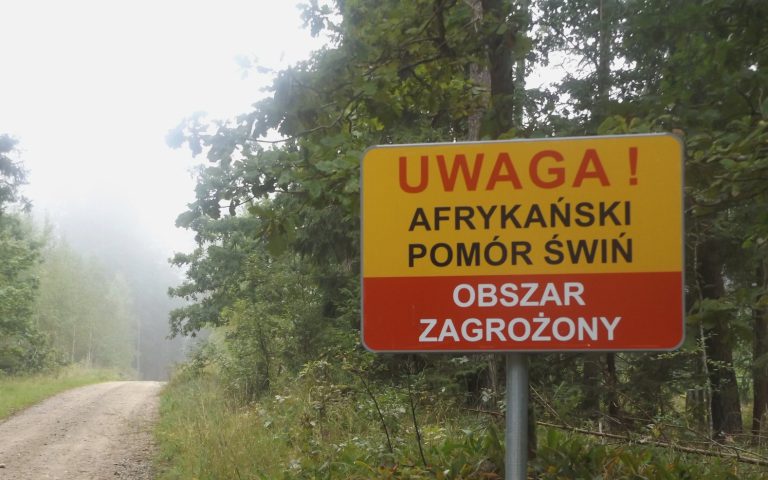 UWAGA !
AFRYKAŃSKI
POMÓR ŚWIŃ
OBSZAR
ZAGROŻONY